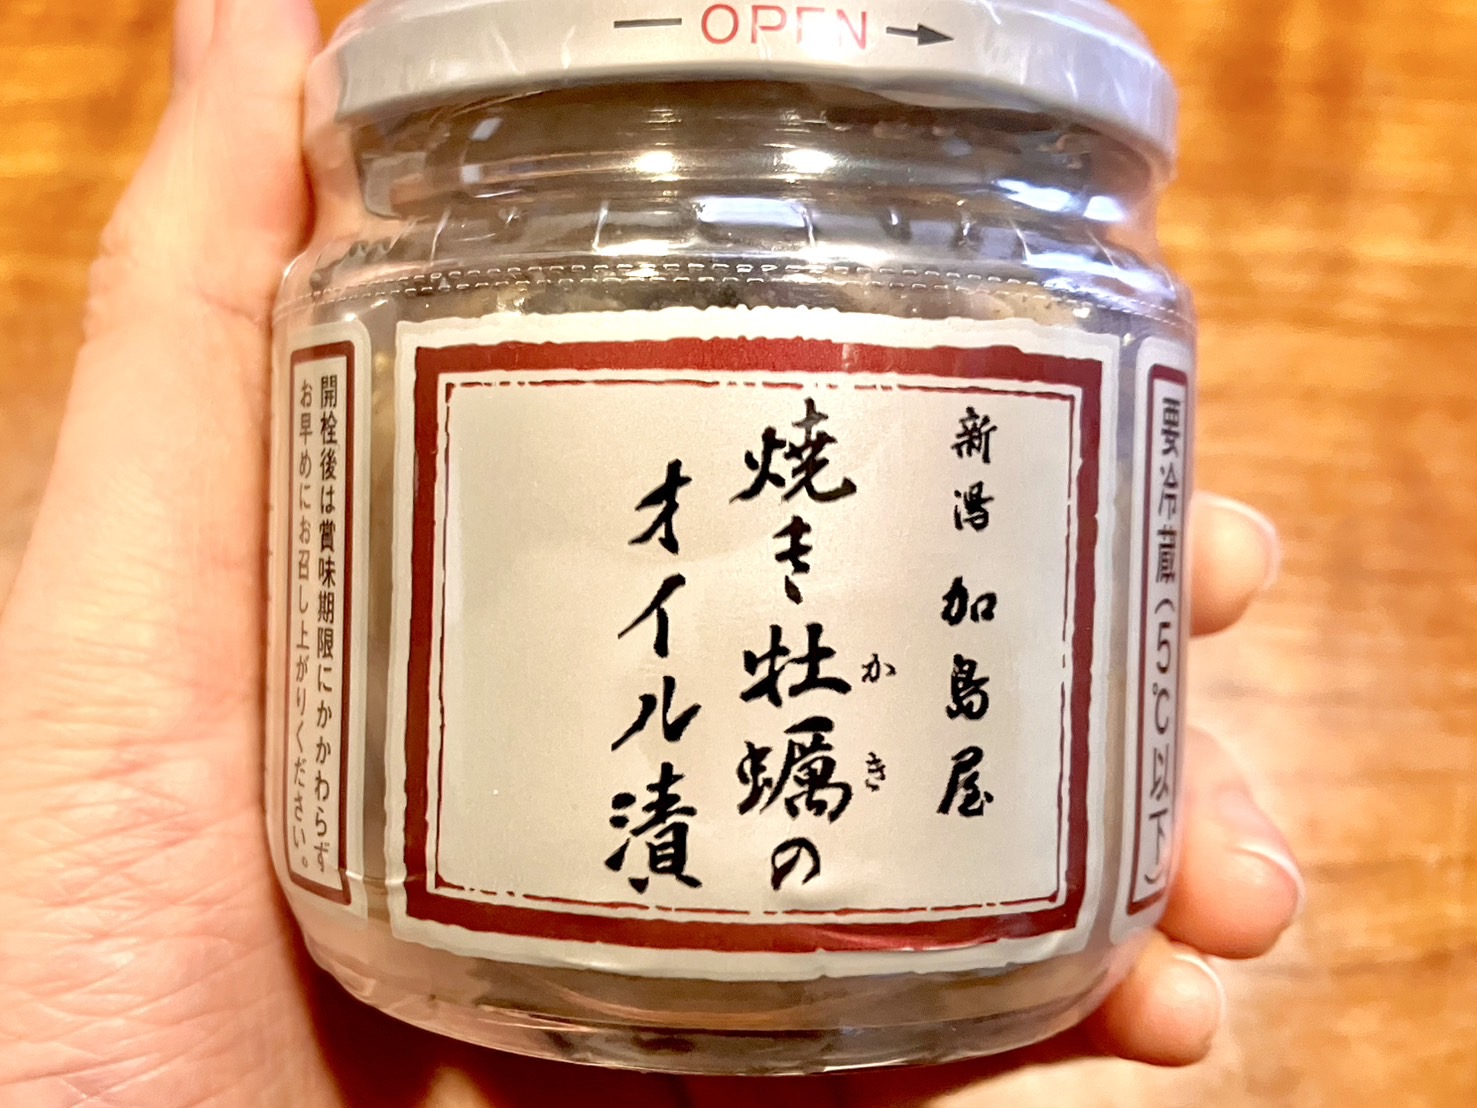 OPEN
新潟 加島屋
焼き牡蠣の
かき
オイル漬
要冷蔵(5℃以下)
開栓後は賞味期限にかかわらず
お早めにお召し上がりください。